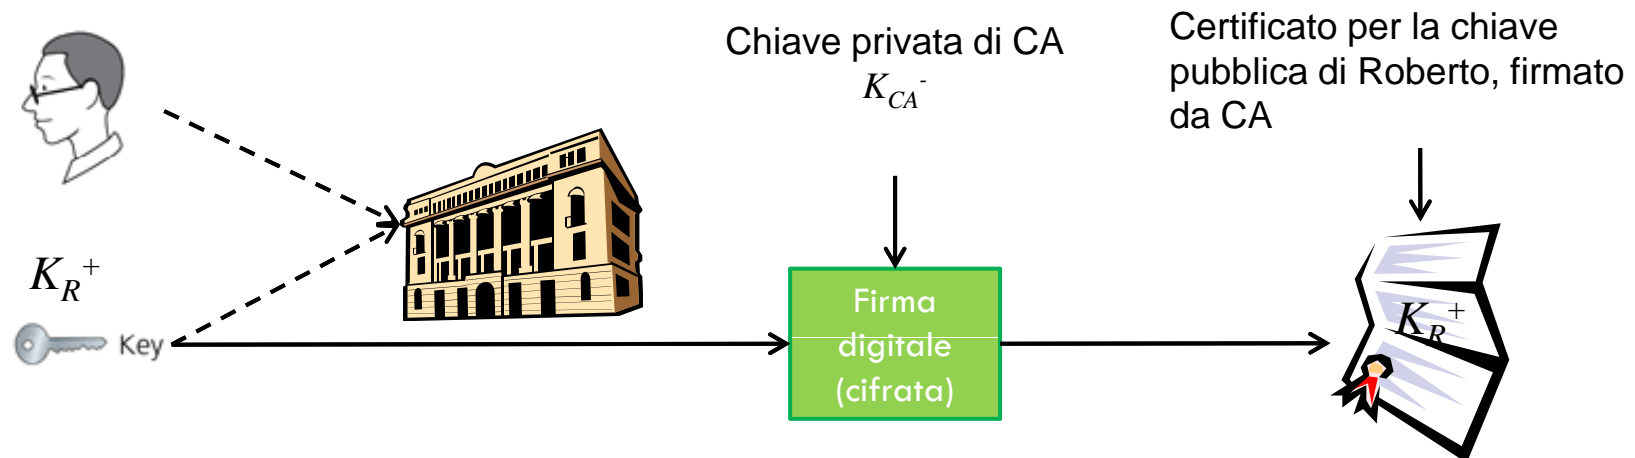 Chiave privata di CA
K_CA^-
Certificato per la chiave
pubblica di Roberto, firmato
da CA
K_R^+
Key
Firma
digitale
(cifrata)
K_R^+